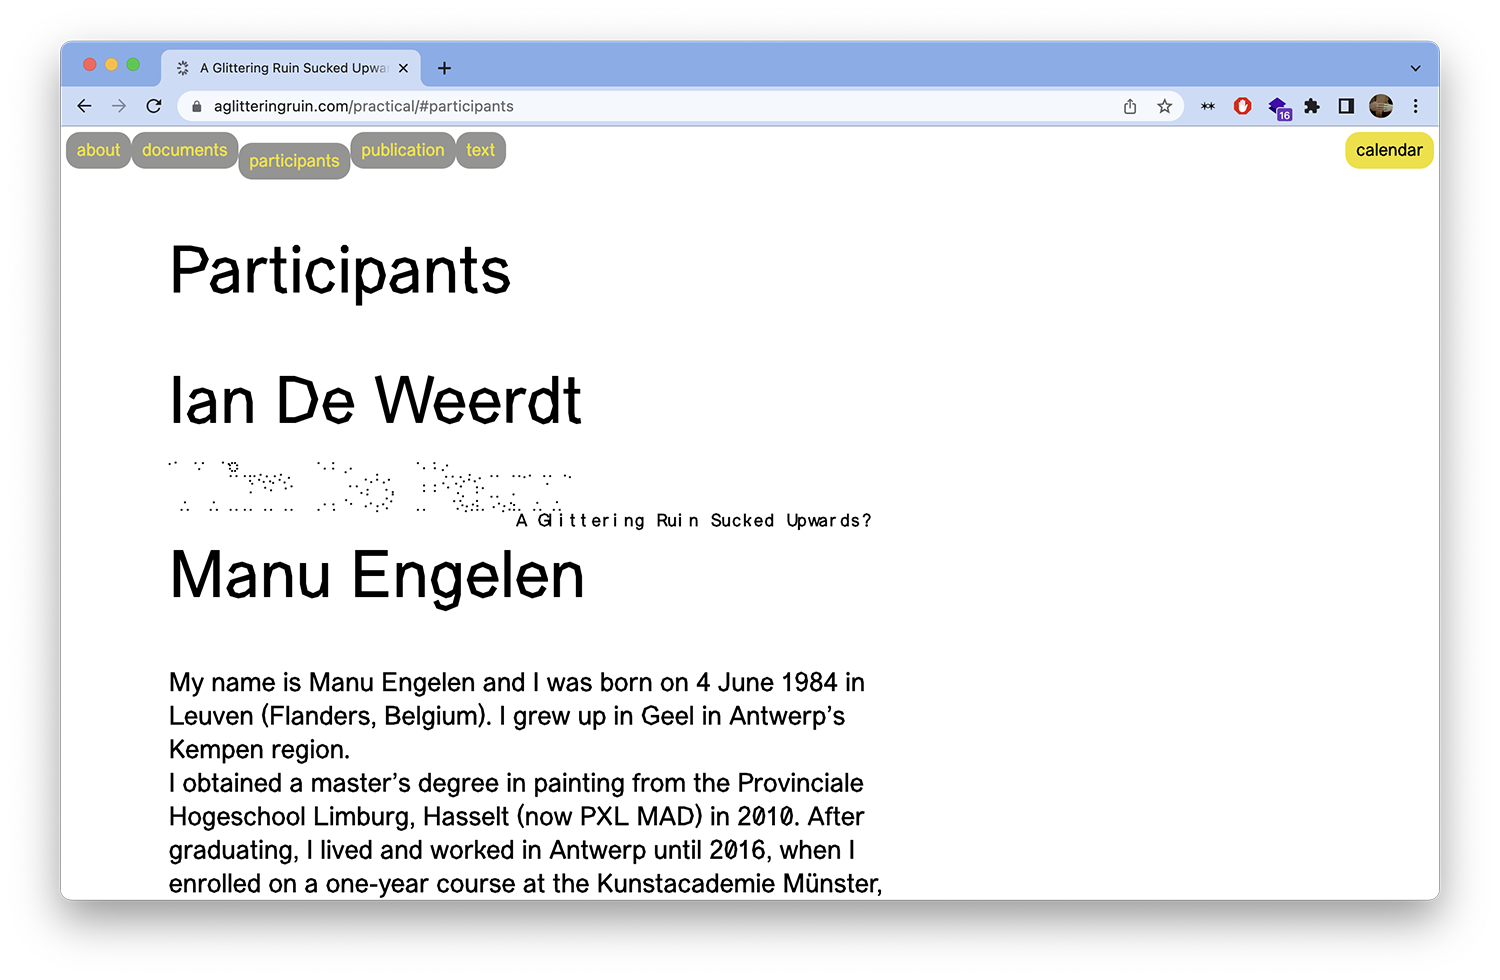 A Glittering Ruin Sucked Upwa
aglitteringruin.com/practical/#participants
16
about documents participants publication text calendar
Participants
Ian De Weerdt
A Glittering Ruin Sucked Upwards?
Manu Engelen
My name is Manu Engelen and I was born on 4 June 1984 in
Leuven (Flanders, Belgium). I grew up in Geel in Antwerp’s
Kempen region.
I obtained a master’s degree in painting from the Provinciale
Hogeschool Limburg, Hasselt (now PXL MAD) in 2010. After
graduating, I lived and worked in Antwerp until 2016, when I
enrolled on a one-year course at the Kunstacademie Münster,